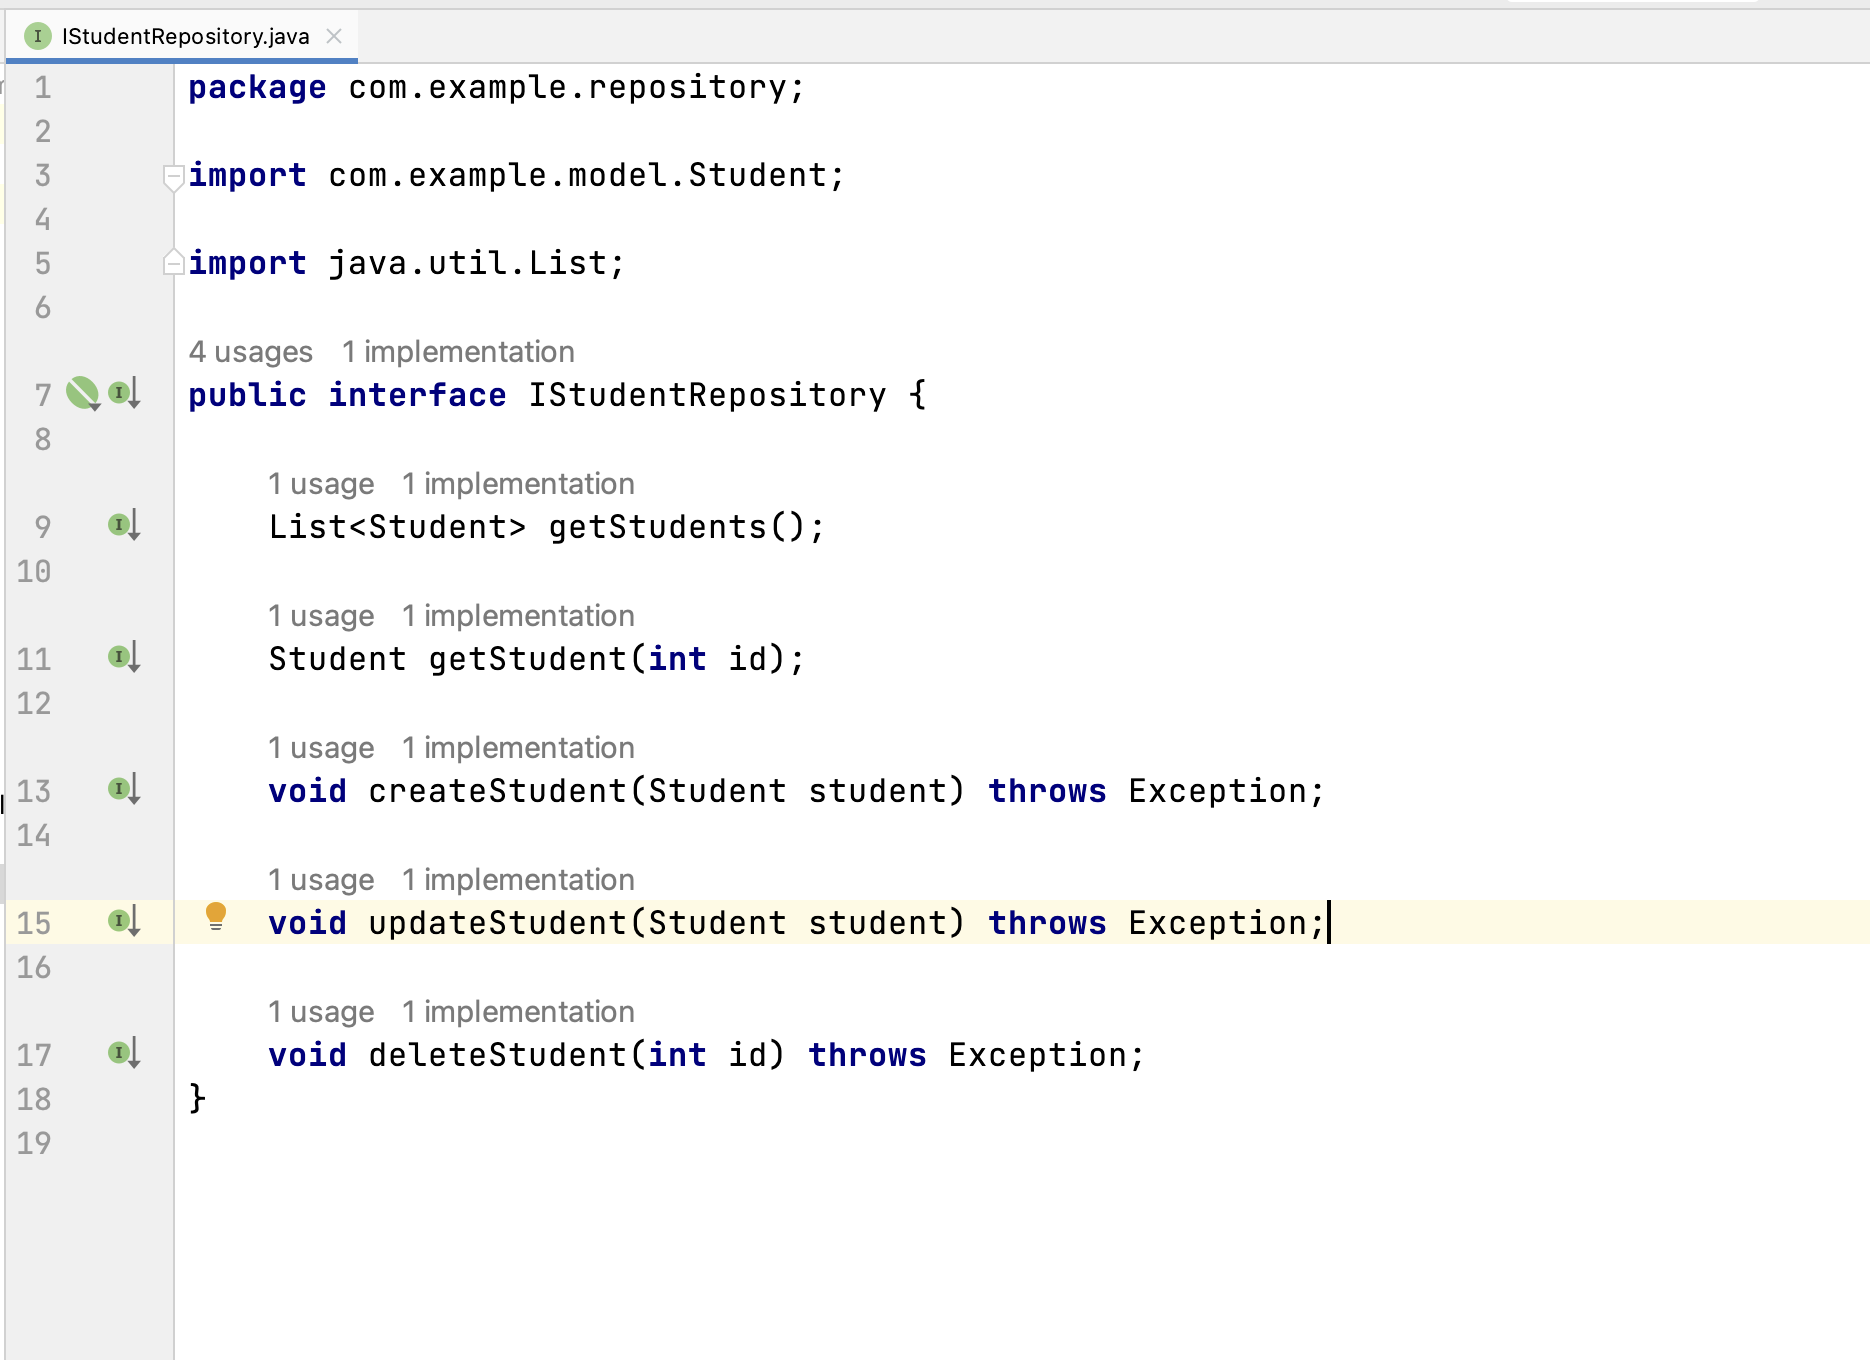 IStudentRepository.java
1 package com.example.repository;
2
3 import com.example.model.Student;
4
5 import java.util.List;
6
4 usages 1 implementation
7 public interface IStudentRepository {
8
1 usage 1 implementation
9 List<Student> getStudents();
10
1 usage 1 implementation
11 Student getStudent(int id);
12
1 usage 1 implementation
13 void createStudent(Student student) throws Exception;
14
1 usage 1 implementation
15 void updateStudent(Student student) throws Exception;
16
1 usage 1 implementation
17 void deleteStudent(int id) throws Exception;
18 }
19